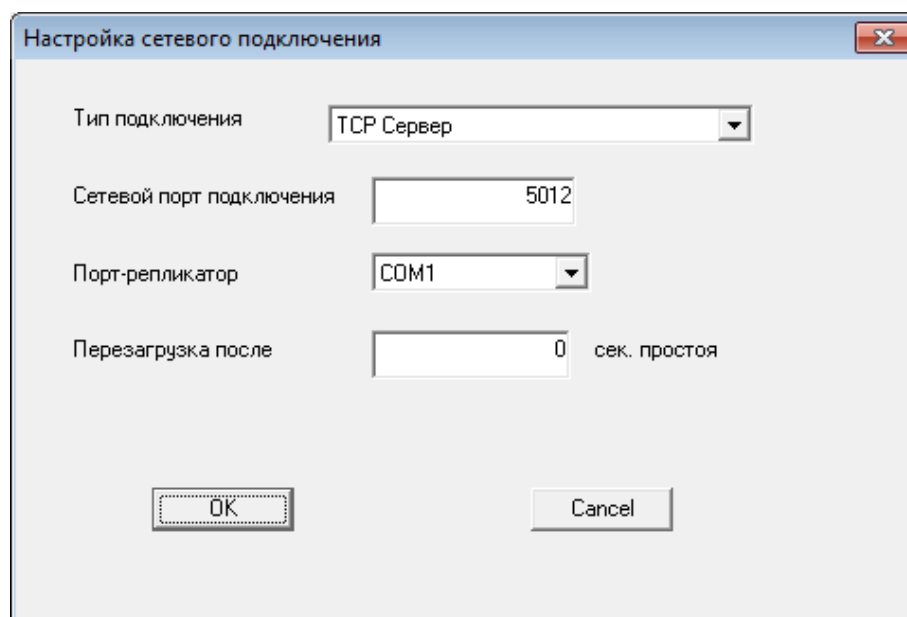 Настройка сетевого подключения
Тип подключения TCP Сервер
Сетевой порт подключения 5012
Порт-репликатор COM1
Перезагрузка после 0 сек. простоя
OK Cancel